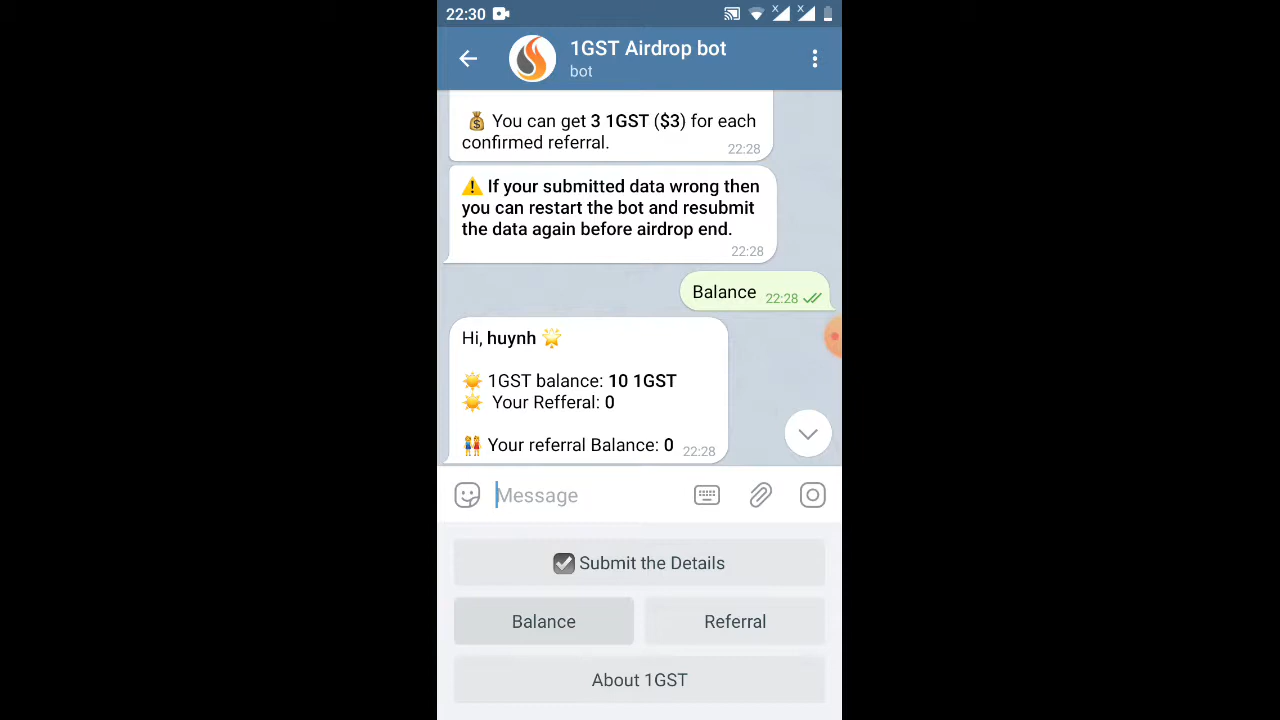 22:30
1GST Airdrop bot
bot
💰 You can get 3 1GST ($3) for each
confirmed referral.
22:28
⚠️ If your submitted data wrong then
you can restart the bot and resubmit
the data again before airdrop end.
22:28
Balance 22:28
Hi, huynh 🌟
☀️ 1GST balance: 10 1GST
☀️ Your Refferal: 0
👭 Your referral Balance: 0 22:28
Message
Submit the Details
Balance Referral
About 1GST